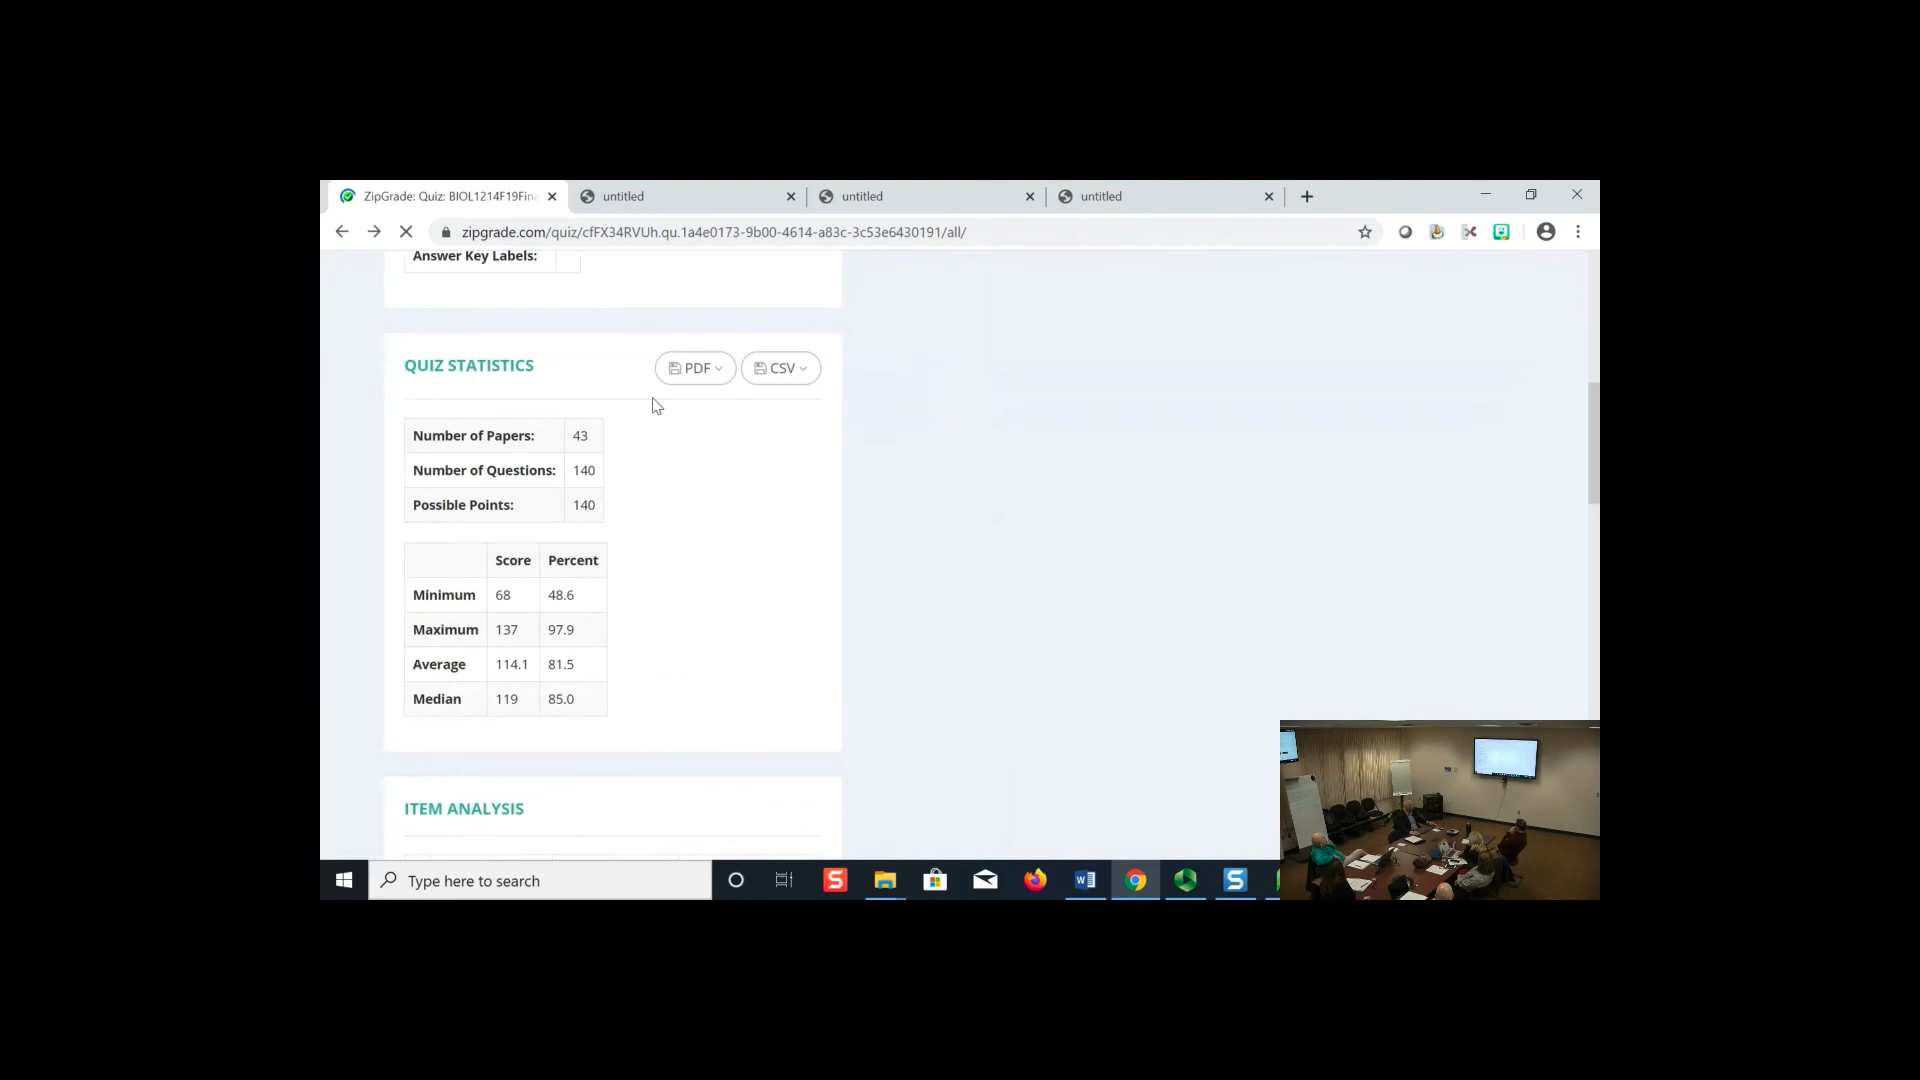 ZipGrade: Quiz: BIOL1214F19Fin
untitled
untitled
untitled
zipgrade.com/quiz/cfFX34RVUh.qu.1a4e0173-9b00-4614-a83c-3c53e6430191/all/
Answer Key Labels:
QUIZ STATISTICS
PDF
CSV
Number of Papers: 43
Number of Questions: 140
Possible Points: 140
Score Percent
Minimum 68 48.6
Maximum 137 97.9
Average 114.1 81.5
Median 119 85.0
ITEM ANALYSIS
Type here to search